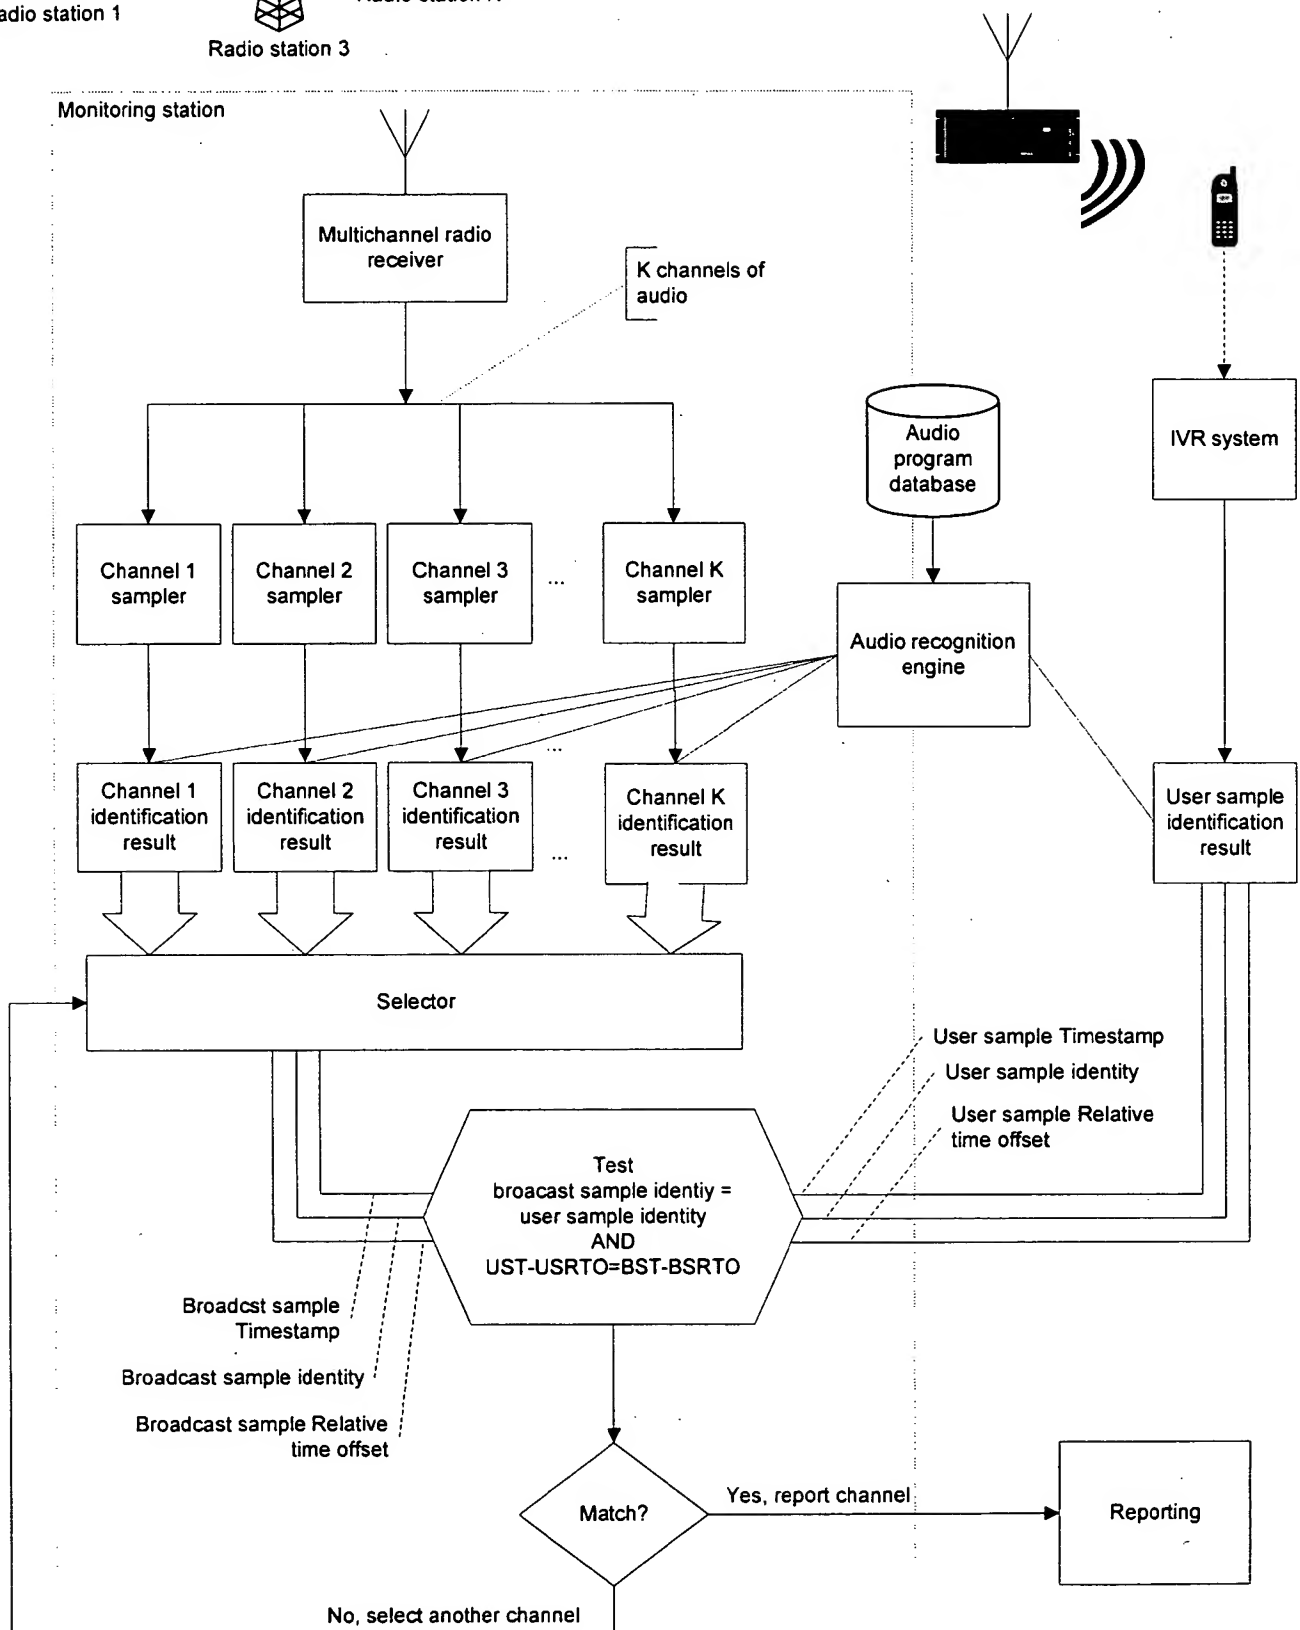 adio station 1
Radio station 3
Monitoring station
Multichannel radio
receiver
K channels of
audio
Audio
program
database
IVR system
Channel 1
sampler
Channel 2
sampler
Channel 3
sampler
...
Channel K
sampler
Audio recognition
engine
...
Channel 1
identification
result
Channel 2
identification
result
Channel 3
identification
result
...
Channel K
identification
result
User sample
identification
result
Selector
User sample Timestamp
User sample identity
User sample Relative
time offset
Test
broacast sample identiy =
user sample identity
AND
UST-USRTO=BST-BSRTO
Broadcst sample
Timestamp
Broadcast sample identity
Broadcast sample Relative
time offset
Match?
Yes, report channel
Reporting
No, select another channel